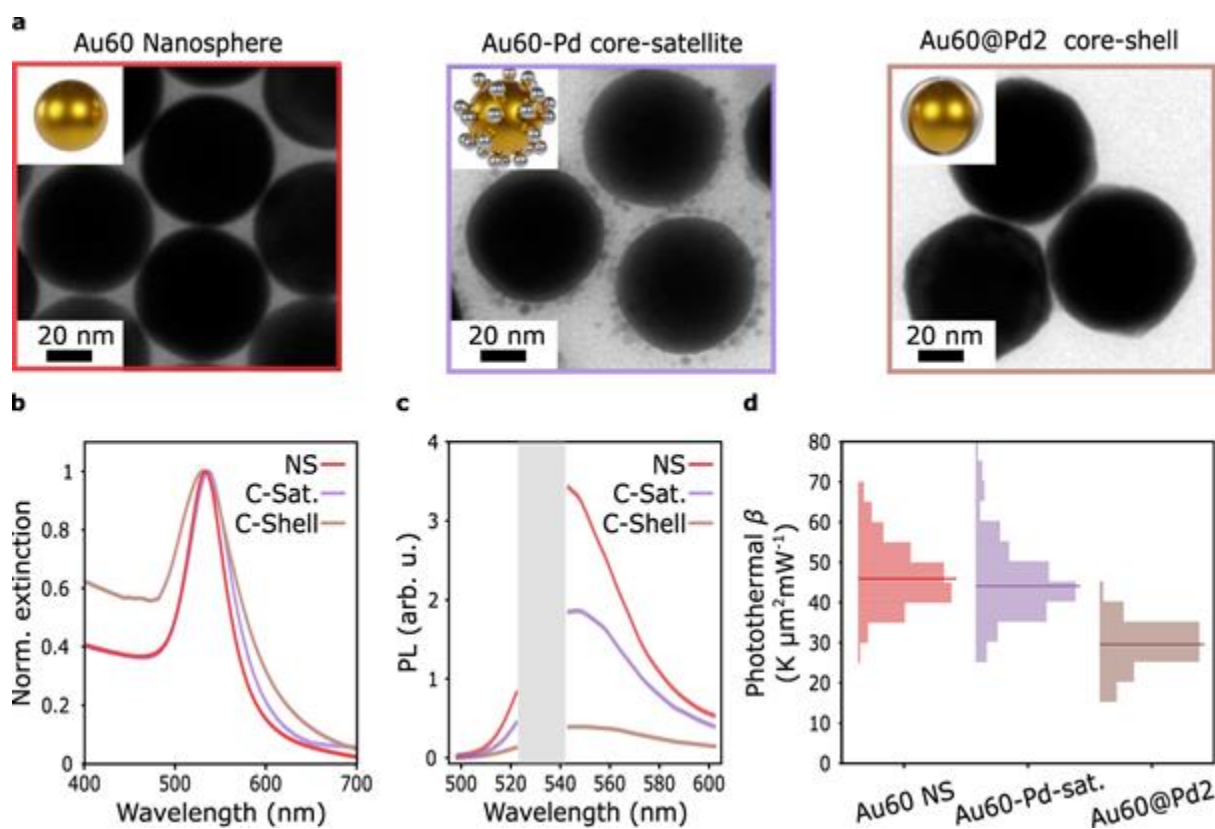 a
Au60 Nanosphere
Au60-Pd core-satellite
Au60@Pd2 core-shell
20 nm
20 nm
20 nm
b
Norm. extinction
1
0.8
0.6
0.4
0.2
0
400
500
600
700
Wavelength (nm)
NS
C-Sat.
C-Shell
c
PL (arb. u.)
4
3
2
1
0
500
520
540
560
580
600
Wavelength (nm)
NS
C-Sat.
C-Shell
d
Photothermal β
(K μm²mW⁻¹)
80
70
60
50
40
30
20
10
0
Au60 NS
Au60-Pd-sat.
Au60@Pd2